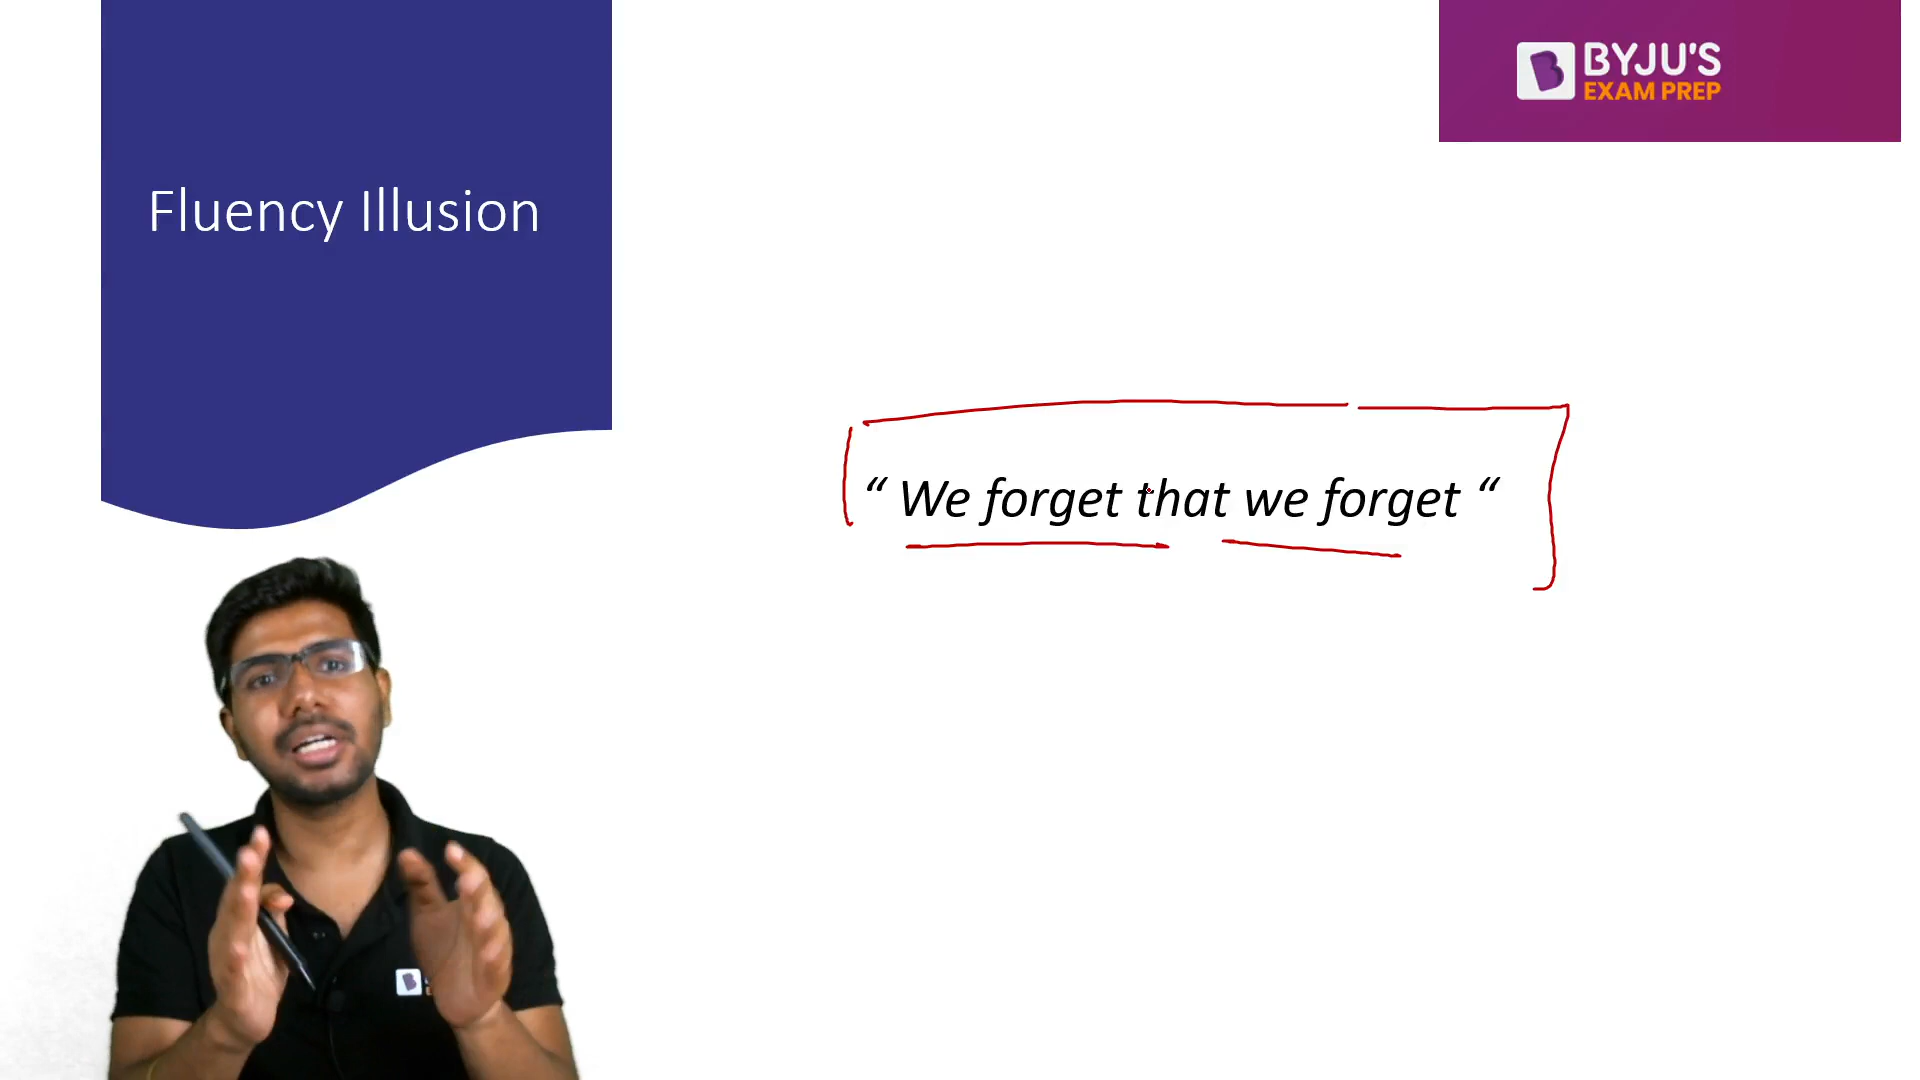 Fluency Illusion
BYJU'S
EXAM PREP
“ We forget that we forget “